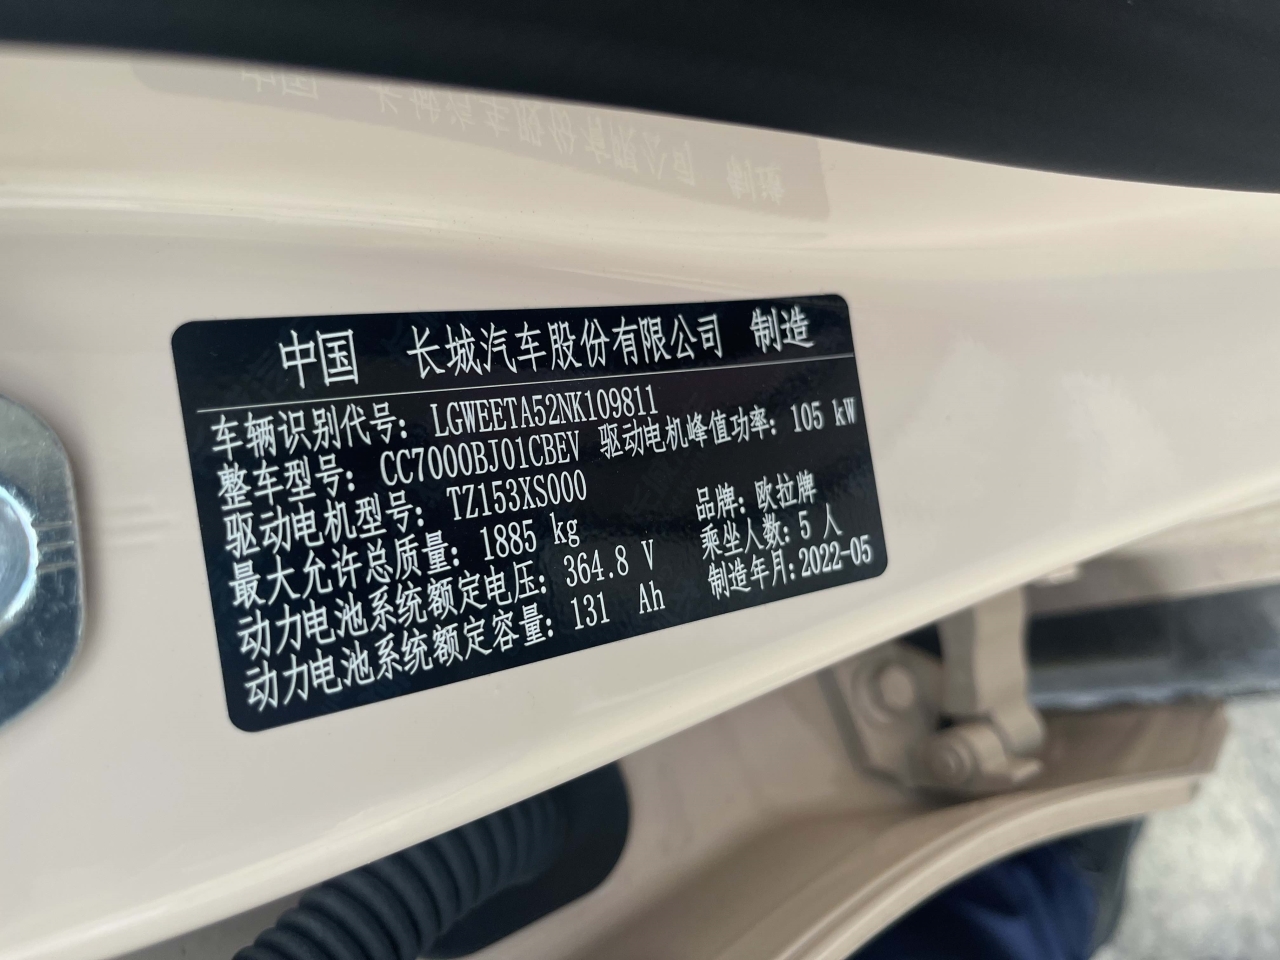 中国 长城汽车股份有限公司 制造
车辆识别代号: LGWEETA52NK109811
整车型号: CC7000BJ01CBEV 驱动电机峰值功率: 105 kW
驱动电机型号: TZ153XS000
最大允许总质量: 1885 kg 品牌: 欧拉牌
动力电池系统额定电压: 364.8 V 乘坐人数: 5 人
动力电池系统额定容量: 131 Ah 制造年月: 2022-05